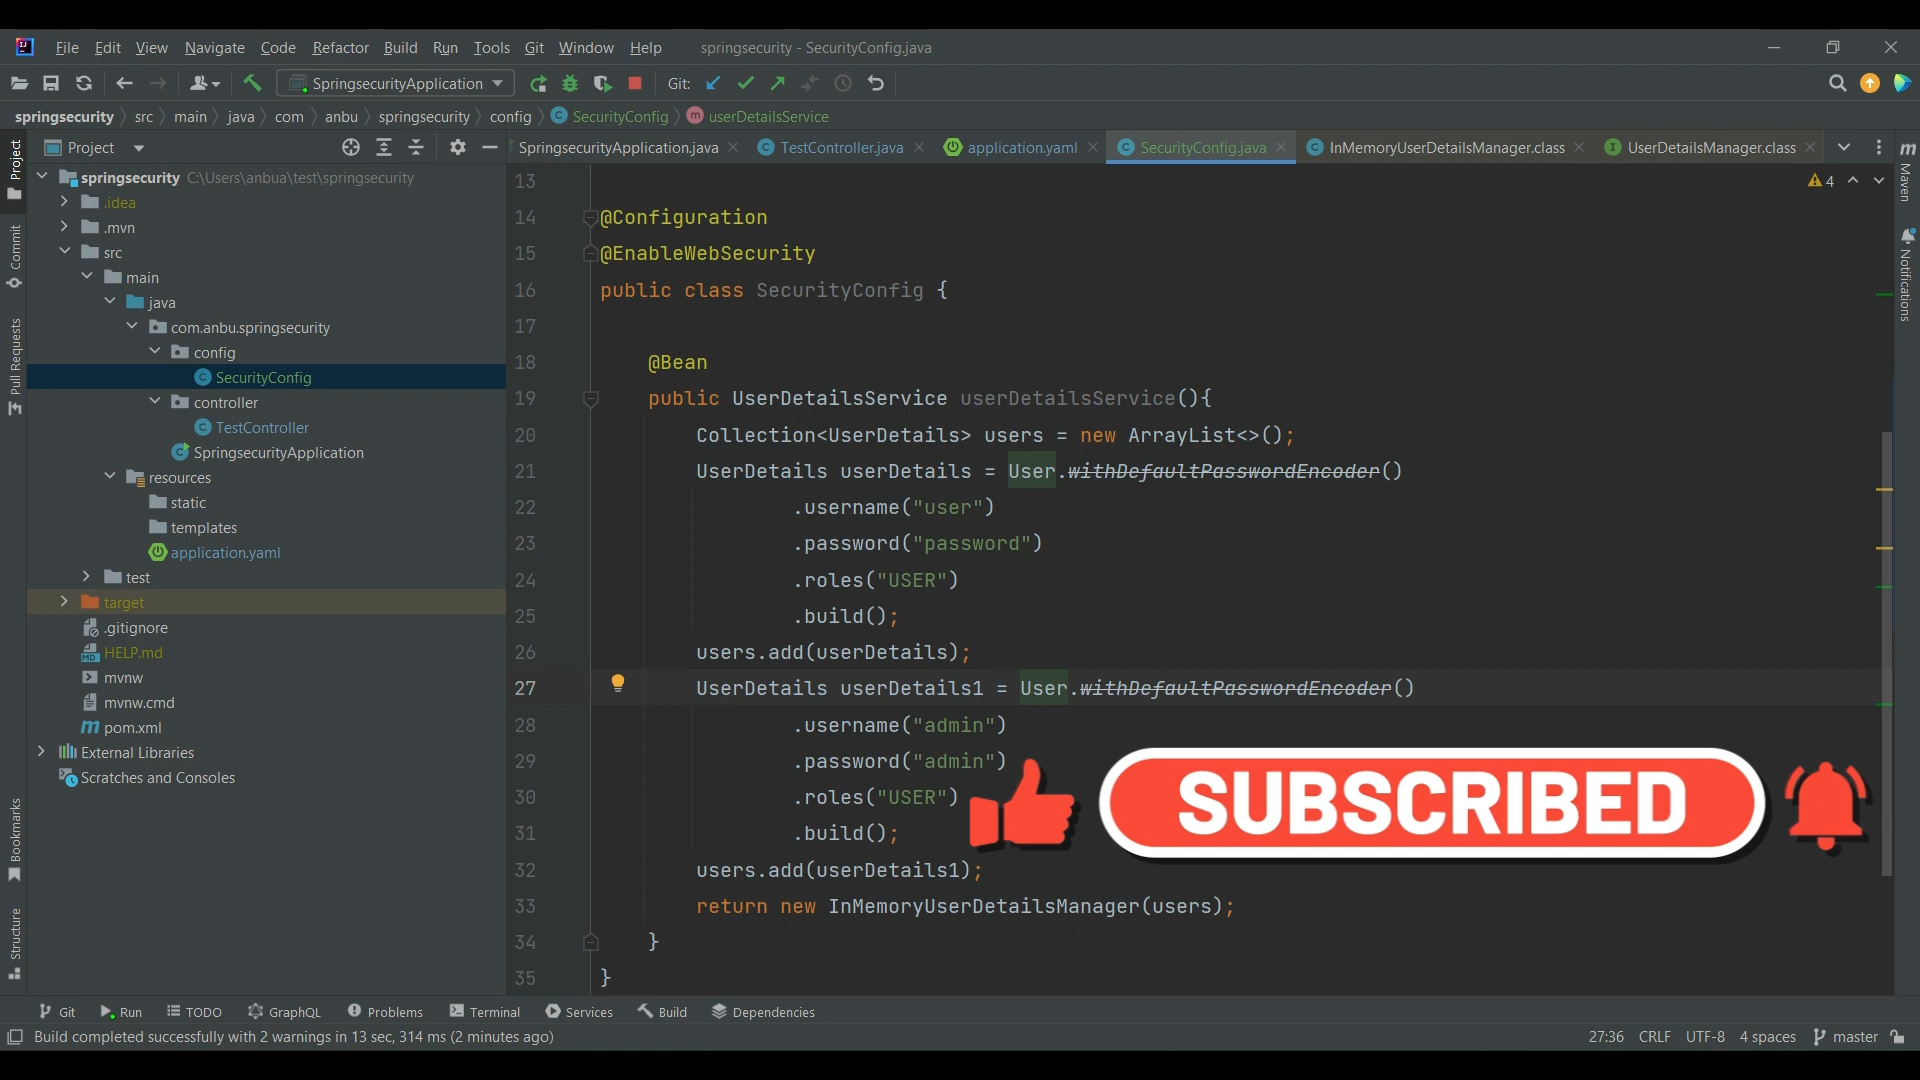 File Edit View Navigate Code Refactor Build Run Tools Git Window Help springsecurity - SecurityConfig.java
SpringsecurityApplication Git:
springsecurity src main java com anbu springsecurity config SecurityConfig userDetailsService
Project SpringsecurityApplication.java TestController.java application.yaml SecurityConfig.java InMemoryUserDetailsManager.class UserDetailsManager.class
Project
Commit
Pull Requests
Bookmarks
Structure
springsecurity C:\Users\anbua\test\springsecurity
.idea
.mvn
src
main
java
com.anbu.springsecurity
config
SecurityConfig
controller
TestController
SpringsecurityApplication
resources
static
templates
application.yaml
test
target
.gitignore
HELP.md
mvnw
mvnw.cmd
pom.xml
External Libraries
Scratches and Consoles
13
14 @Configuration
15 @EnableWebSecurity
16 public class SecurityConfig {
17
18 @Bean
19 public UserDetailsService userDetailsService(){
20 Collection<UserDetails> users = new ArrayList<>();
21 UserDetails userDetails = User.withDefaultPasswordEncoder()
22 .username("user")
23 .password("password")
24 .roles("USER")
25 .build();
26 users.add(userDetails);
27 UserDetails userDetails1 = User.withDefaultPasswordEncoder()
28 .username("admin")
29 .password("admin")
30 .roles("USER")
31 .build();
32 users.add(userDetails1);
33 return new InMemoryUserDetailsManager(users);
34 }
35 }
4
SUBSCRIBED
Maven
Notifications
Git Run TODO GraphQL Problems Terminal Services Build Dependencies
Build completed successfully with 2 warnings in 13 sec, 314 ms (2 minutes ago) 27:36 CRLF UTF-8 4 spaces master